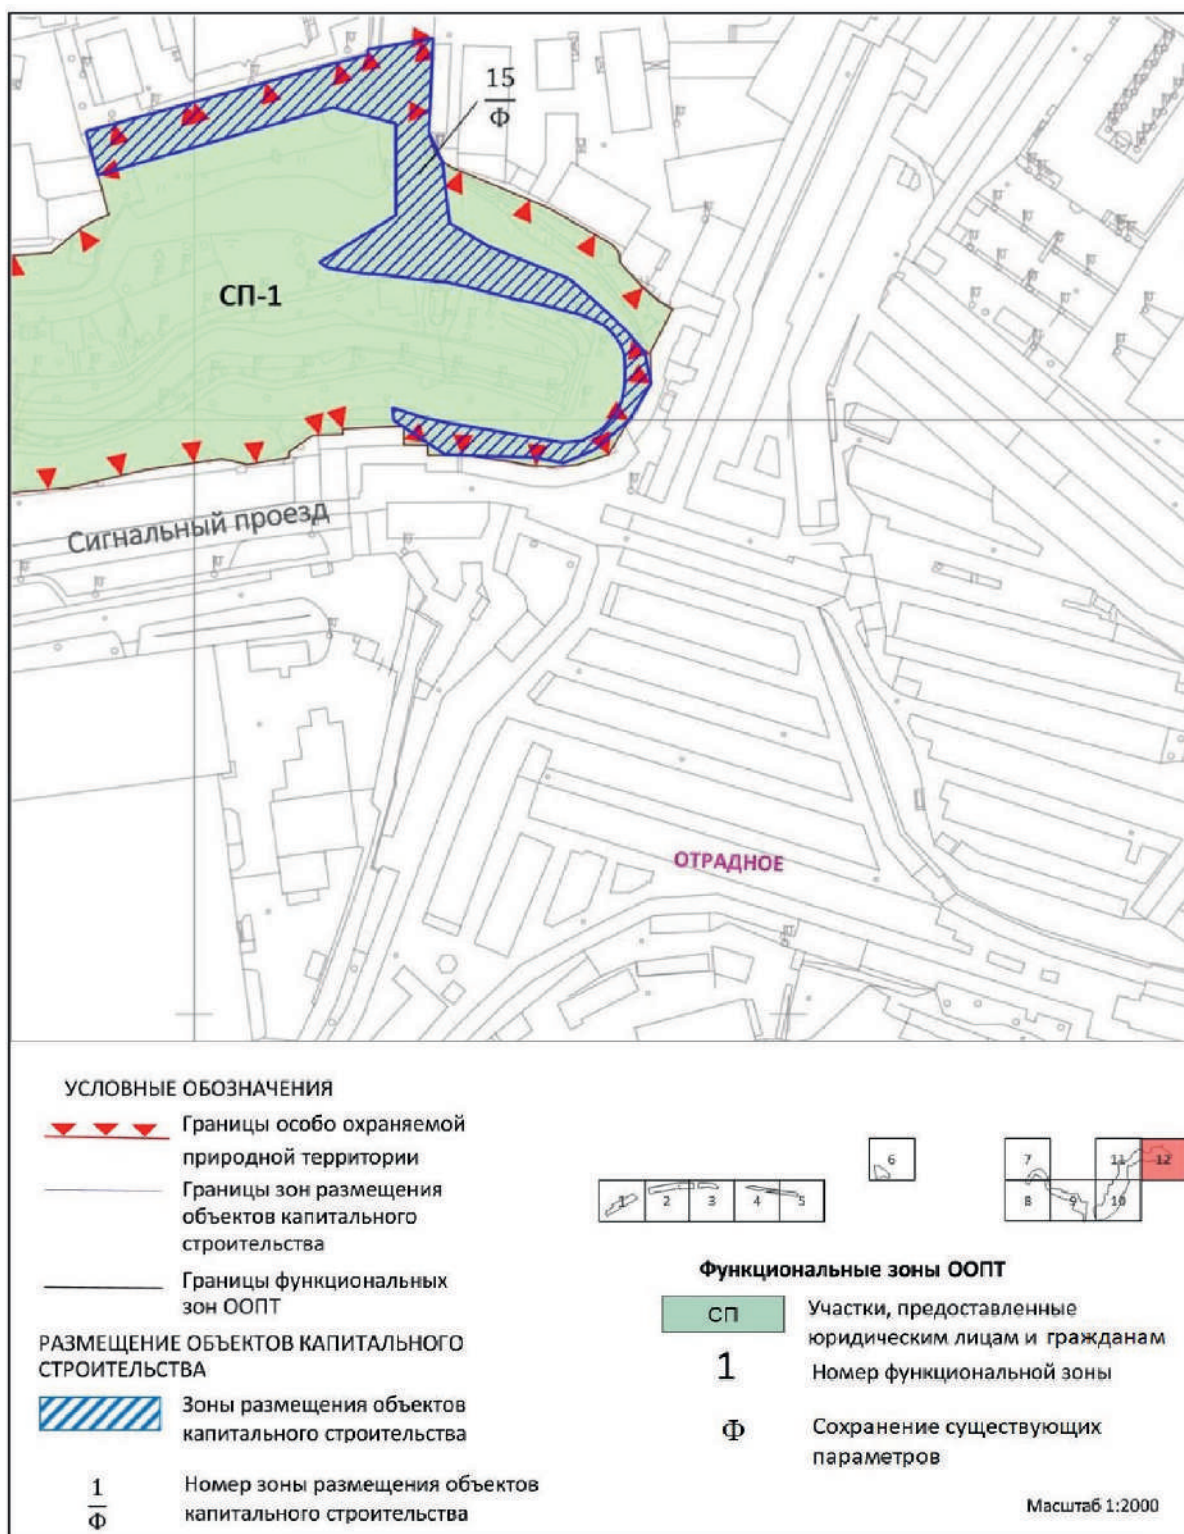 15
Ф
СП-1
Сигнальный проезд
ОТРАДНОЕ
УСЛОВНЫЕ ОБОЗНАЧЕНИЯ
Границы особо охраняемой
природной территории
Границы зон размещения
объектов капитального
строительства
Границы функциональных
зон ООПТ
РАЗМЕЩЕНИЕ ОБЪЕКТОВ КАПИТАЛЬНОГО
СТРОИТЕЛЬСТВА
Зоны размещения объектов
капитального строительства
1
Ф
Номер зоны размещения объектов
капитального строительства
6
7
11
12
1
2
3
4
5
8
9
10
Функциональные зоны ООПТ
СП
Участки, предоставленные
юридическим лицам и гражданам
1
Номер функциональной зоны
Ф
Сохранение существующих
параметров
Масштаб 1:2000